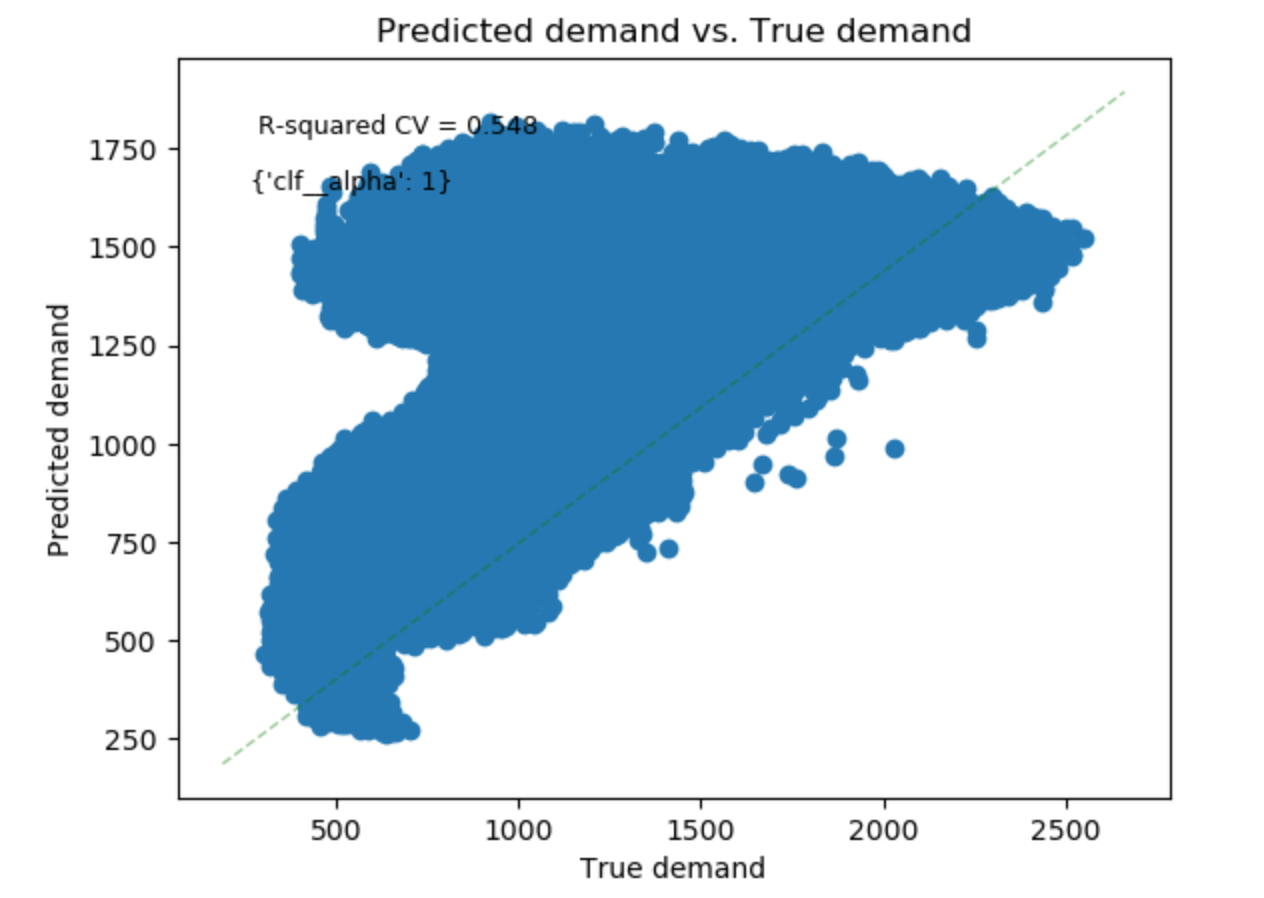 Predicted demand vs. True demand
R-squared CV = 0.548
{'clf__alpha': 1}
1750
1500
1250
1000
750
500
250
Predicted demand
500 1000 1500 2000 2500
True demand